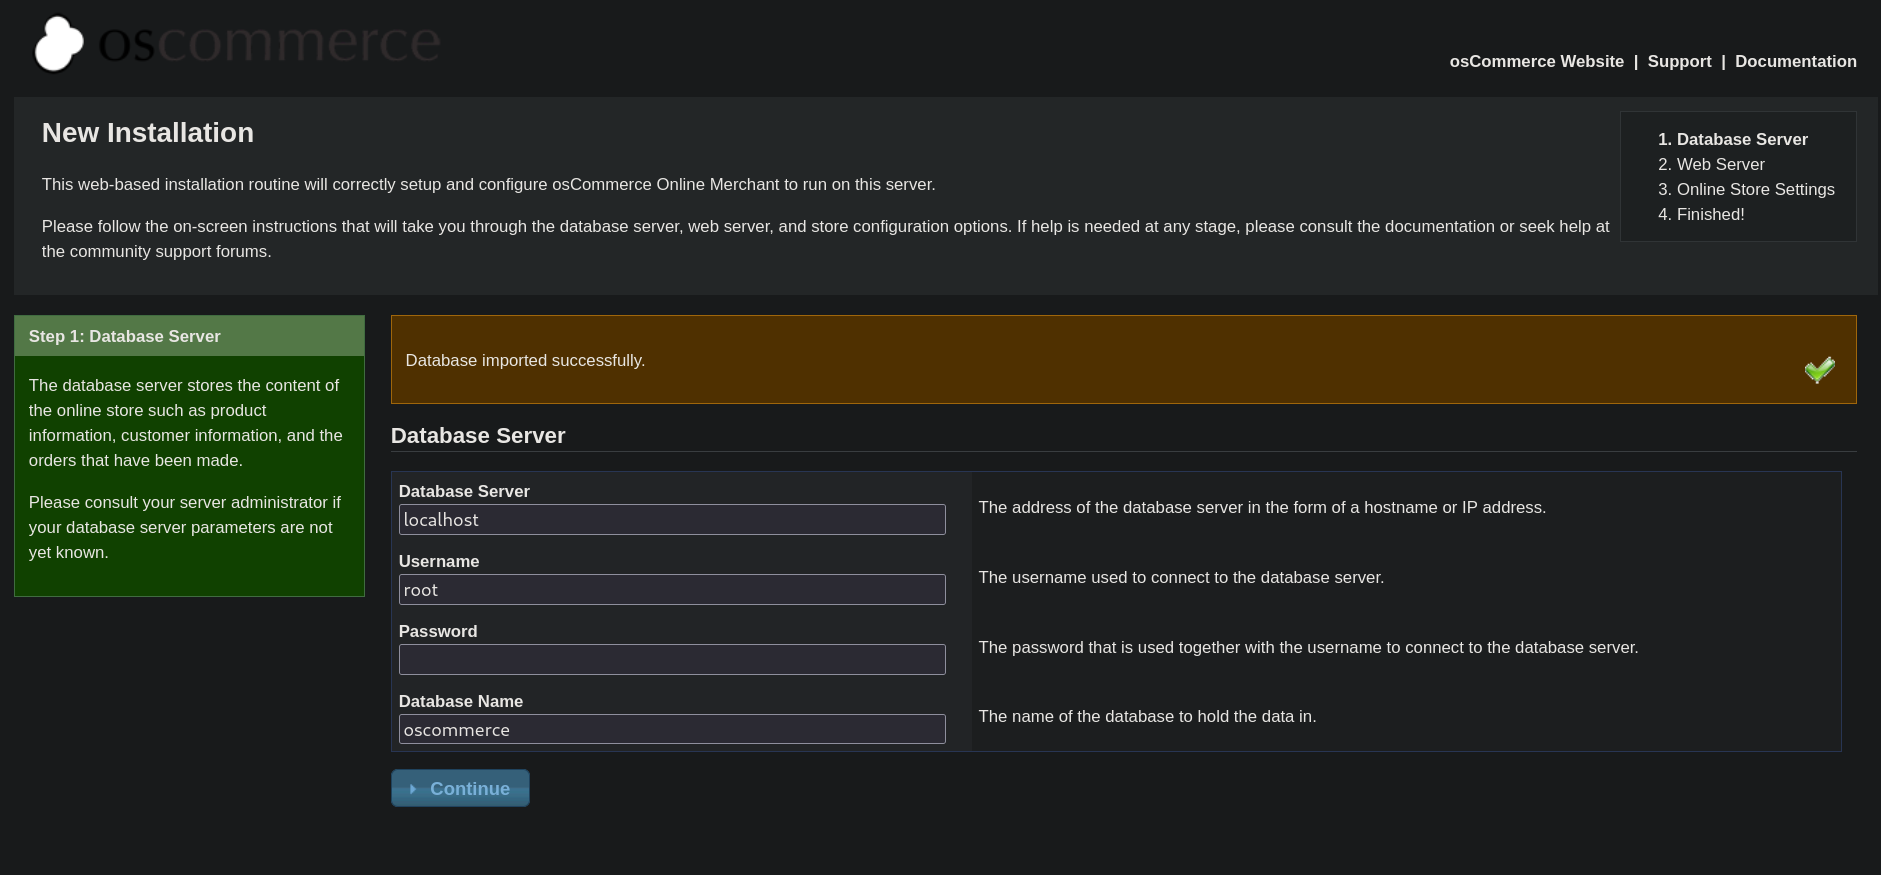 oscommerce
osCommerce Website | Support | Documentation
New Installation
This web-based installation routine will correctly setup and configure osCommerce Online Merchant to run on this server.
Please follow the on-screen instructions that will take you through the database server, web server, and store configuration options. If help is needed at any stage, please consult the documentation or seek help at
the community support forums.
1. Database Server
2. Web Server
3. Online Store Settings
4. Finished!
Step 1: Database Server
The database server stores the content of
the online store such as product
information, customer information, and the
orders that have been made.
Please consult your server administrator if
your database server parameters are not
yet known.
Database imported successfully.
Database Server
Database Server
localhost
The address of the database server in the form of a hostname or IP address.
Username
root
The username used to connect to the database server.
Password
The password that is used together with the username to connect to the database server.
Database Name
oscommerce
The name of the database to hold the data in.
Continue